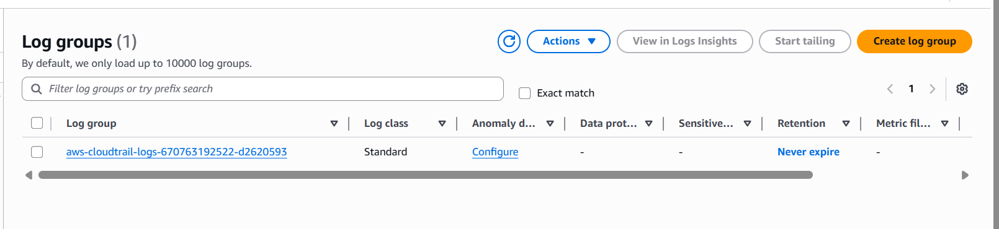 Log groups (1)
Actions
View in Logs Insights
Start tailing
Create log group
By default, we only load up to 10000 log groups.
Filter log groups or try prefix search
Exact match
1
Log group Log class Anomaly d... Data prot... Sensitive... Retention Metric fil...
aws-cloudtrail-logs-670763192522-d2620593 Standard Configure - - Never expire -